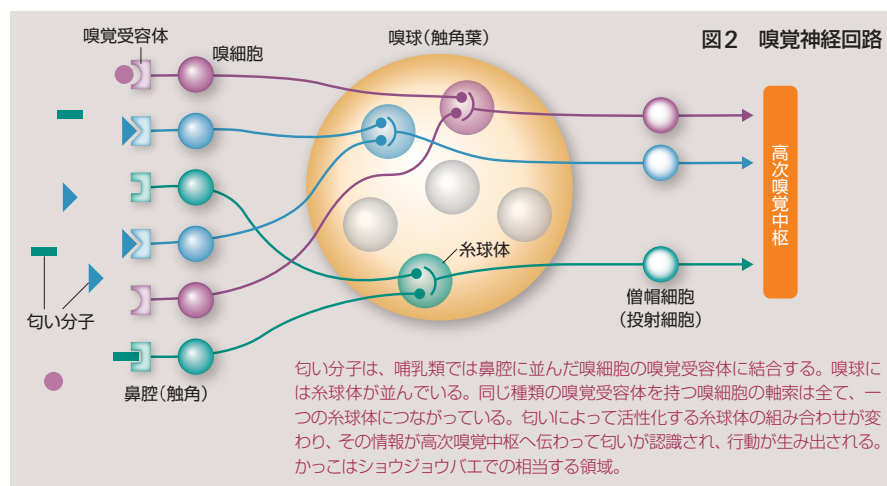 図2 嗅覚神経回路
嗅覚受容体
嗅細胞
嗅球(触角葉)
高次嗅覚中枢
糸球体
匂い分子
僧帽細胞
(投射細胞)
鼻腔(触角)
匂い分子は、哺乳類では鼻腔に並んだ嗅細胞の嗅覚受容体に結合する。嗅球に
は糸球体が並んでいる。同じ種類の嗅覚受容体を持つ嗅細胞の軸索は全て、一
つの糸球体につながっている。匂いによって活性化する糸球体の組み合わせが変
わり、その情報が高次嗅覚中枢へ伝わって匂いが認識され、行動が生み出される。
かっこはショウジョウバエでの相当する領域。